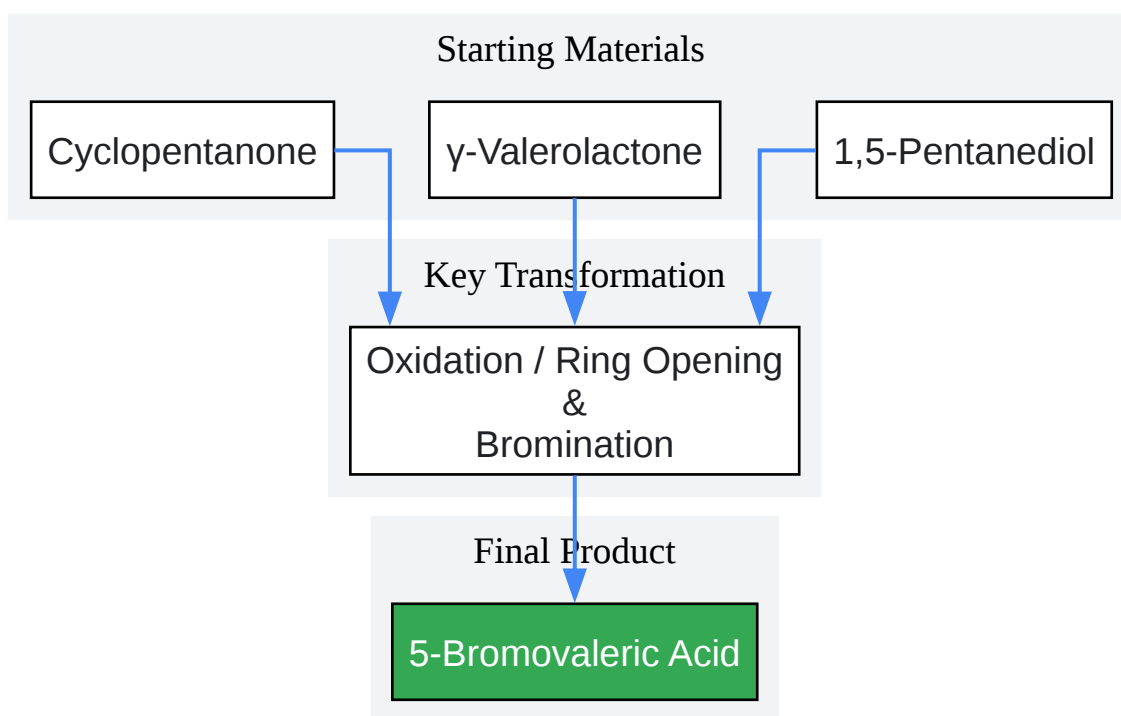 Starting Materials
Cyclopentanone
γ-Valerolactone
1,5-Pentanediol
Key Transformation
Oxidation / Ring Opening
&
Bromination
Final Product
5-Bromovaleric Acid